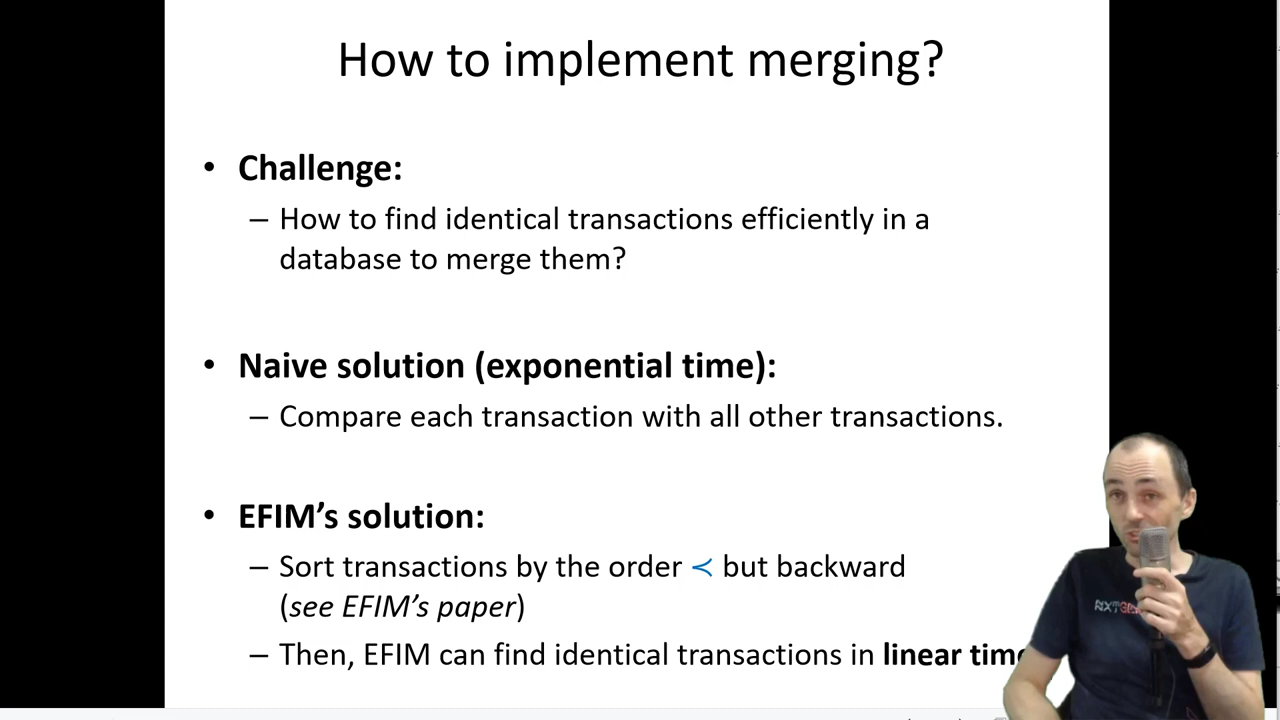 How to implement merging?
• Challenge:
– How to find identical transactions efficiently in a
database to merge them?
• Naive solution (exponential time):
– Compare each transaction with all other transactions.
• EFIM’s solution:
– Sort transactions by the order ≺ but backward
(see EFIM’s paper)
– Then, EFIM can find identical transactions in linear time